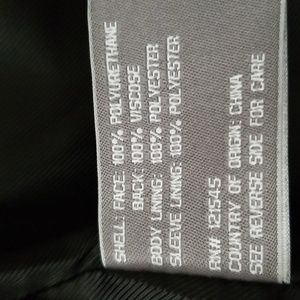 SHELL: FACE: 100% POLYURETHANE
BACK: 100% VISCOSE
BODY LINING: 100% POLYESTER
SLEEVE LINING: 100% POLYESTER
RN# 121545
COUNTRY OF ORIGIN: CHINA
SEE REVERSE SIDE FOR CARE